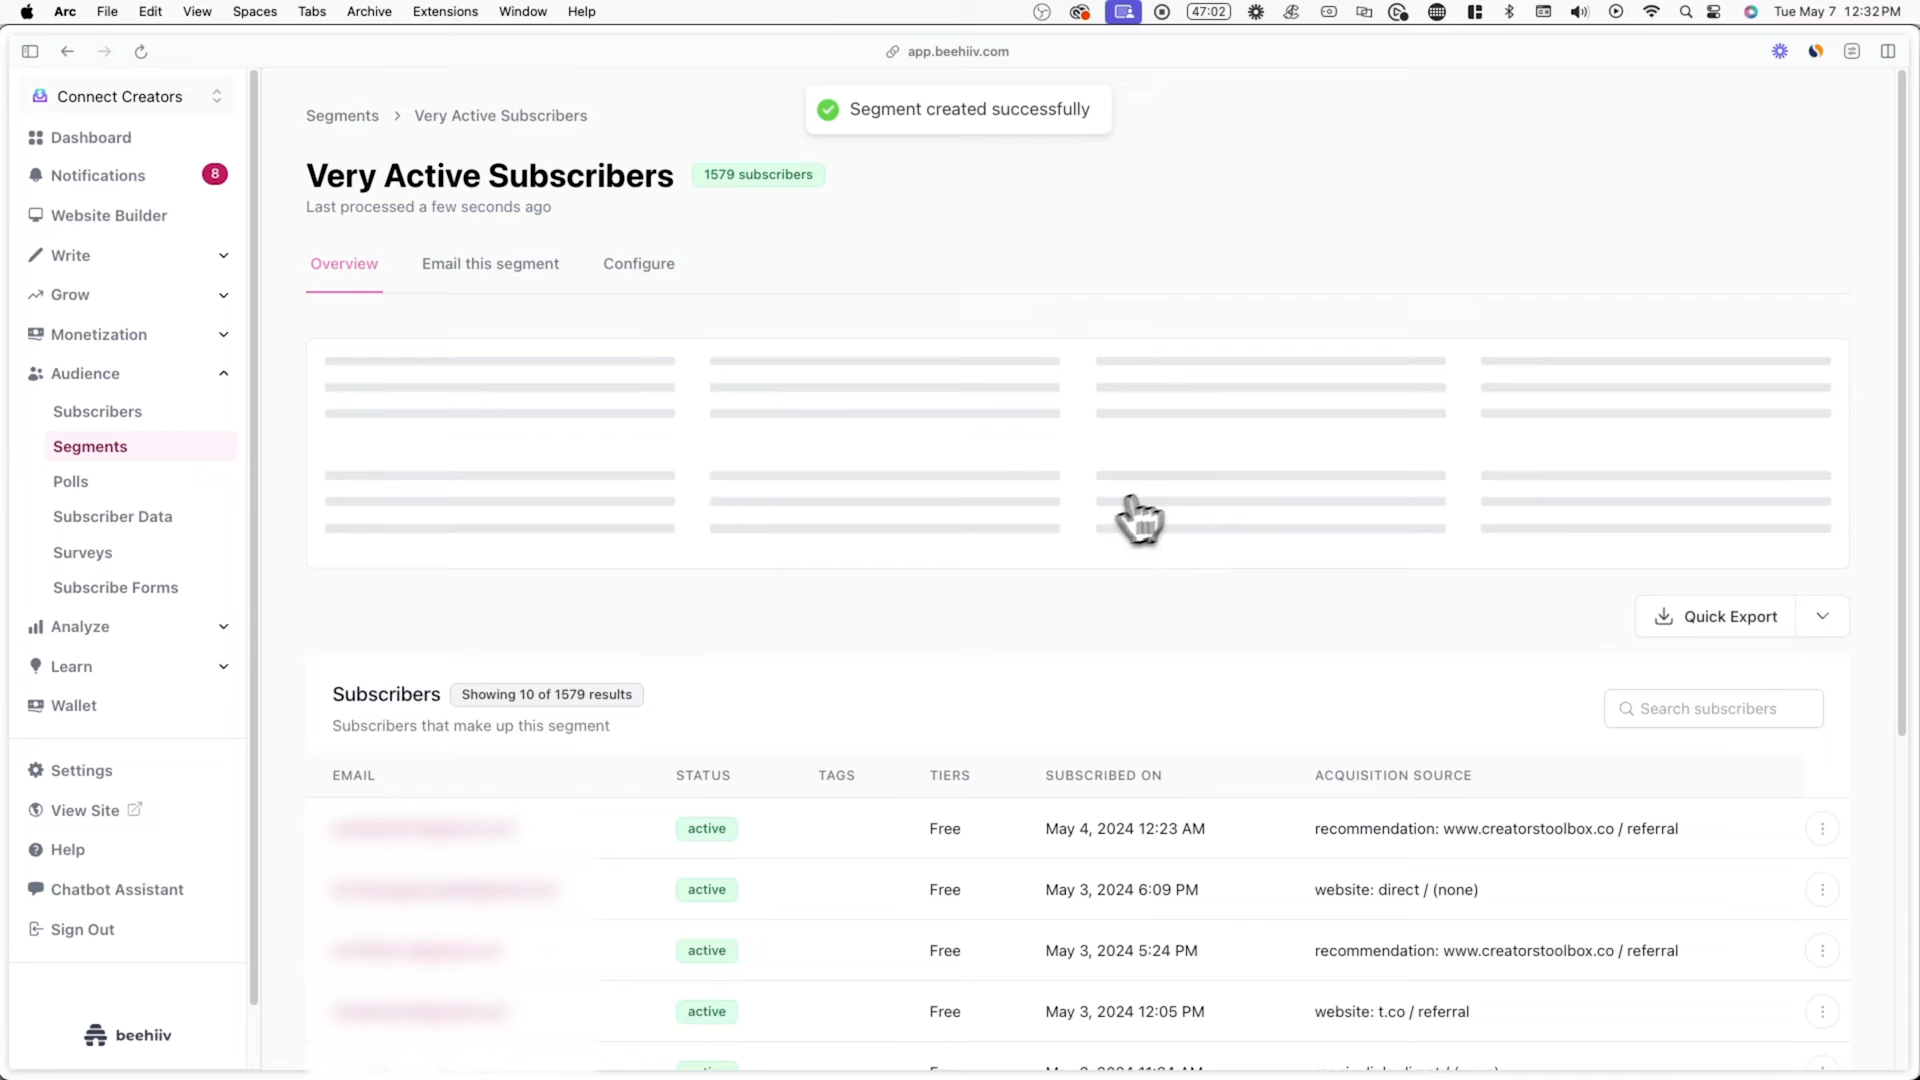 Arc File Edit View Spaces Tabs Archive Extensions Window Help 47:02 Tue May 7 12:32 PM
app.beehiiv.com
Connect Creators
Dashboard
Notifications 8
Website Builder
Write
Grow
Monetization
Audience
Subscribers
Segments
Polls
Subscriber Data
Surveys
Subscribe Forms
Analyze
Learn
Wallet
Settings
View Site
Help
Chatbot Assistant
Sign Out
beehiiv
Segments > Very Active Subscribers
Segment created successfully
Very Active Subscribers 1579 subscribers
Last processed a few seconds ago
Overview Email this segment Configure
Quick Export
Subscribers Showing 10 of 1579 results
Subscribers that make up this segment
Search subscribers
EMAIL STATUS TAGS TIERS SUBSCRIBED ON ACQUISITION SOURCE
active Free May 4, 2024 12:23 AM recommendation: www.creatorstoolbox.co / referral
active Free May 3, 2024 6:09 PM website: direct / (none)
active Free May 3, 2024 5:24 PM recommendation: www.creatorstoolbox.co / referral
active Free May 3, 2024 12:05 PM website: t.co / referral